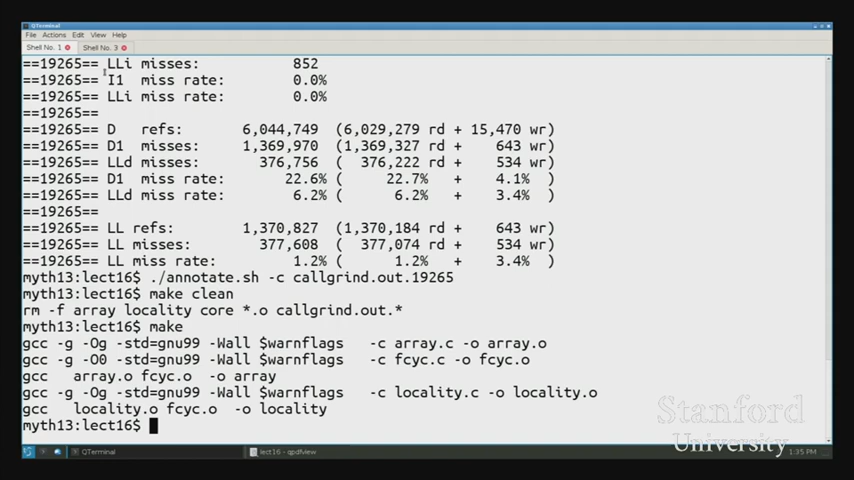 QTerminal
File Actions Edit View Help
Shell No. 1 Shell No. 3
==19265== LLi misses: 852
==19265== I1 miss rate: 0.0%
==19265== LLi miss rate: 0.0%
==19265==
==19265== D refs: 6,044,749 (6,029,279 rd + 15,470 wr)
==19265== D1 misses: 1,369,970 (1,369,327 rd + 643 wr)
==19265== LLd misses: 376,756 ( 376,222 rd + 534 wr)
==19265== D1 miss rate: 22.6% ( 22.7% + 4.1% )
==19265== LLd miss rate: 6.2% ( 6.2% + 3.4% )
==19265==
==19265== LL refs: 1,370,827 (1,370,184 rd + 643 wr)
==19265== LL misses: 377,608 ( 377,074 rd + 534 wr)
==19265== LL miss rate: 1.2% ( 1.2% + 3.4% )
myth13:lect16$ ./annotate.sh -c callgrind.out.19265
myth13:lect16$ make clean
rm -f array locality core *.o callgrind.out.*
myth13:lect16$ make
gcc -g -Og -std=gnu99 -Wall $warnflags -c array.c -o array.o
gcc -g -O0 -std=gnu99 -Wall $warnflags -c fcyc.c -o fcyc.o
gcc array.o fcyc.o -o array
gcc -g -Og -std=gnu99 -Wall $warnflags -c locality.c -o locality.o
gcc locality.o fcyc.o -o locality
myth13:lect16$
Stanford
University
QTerminal lect16 - qpdfview 1:35 PM